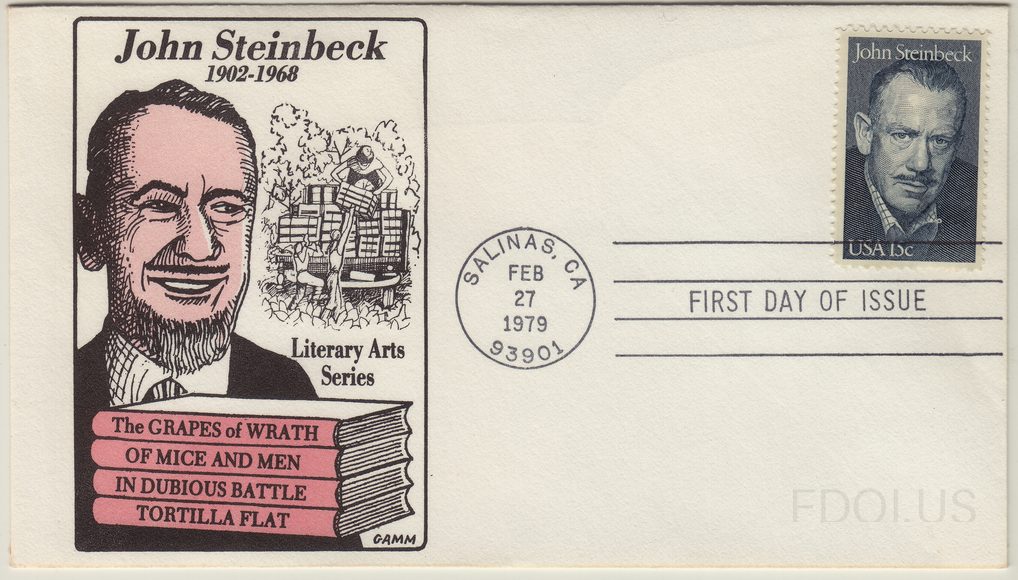 John Steinbeck
1902-1968
Literary Arts
Series
The GRAPES of WRATH
OF MICE AND MEN
IN DUBIOUS BATTLE
TORTILLA FLAT
GAMM
SALINAS, CA
FEB
27
1979
93901
John Steinbeck
USA 15c
FIRST DAY OF ISSUE
FDOI.US